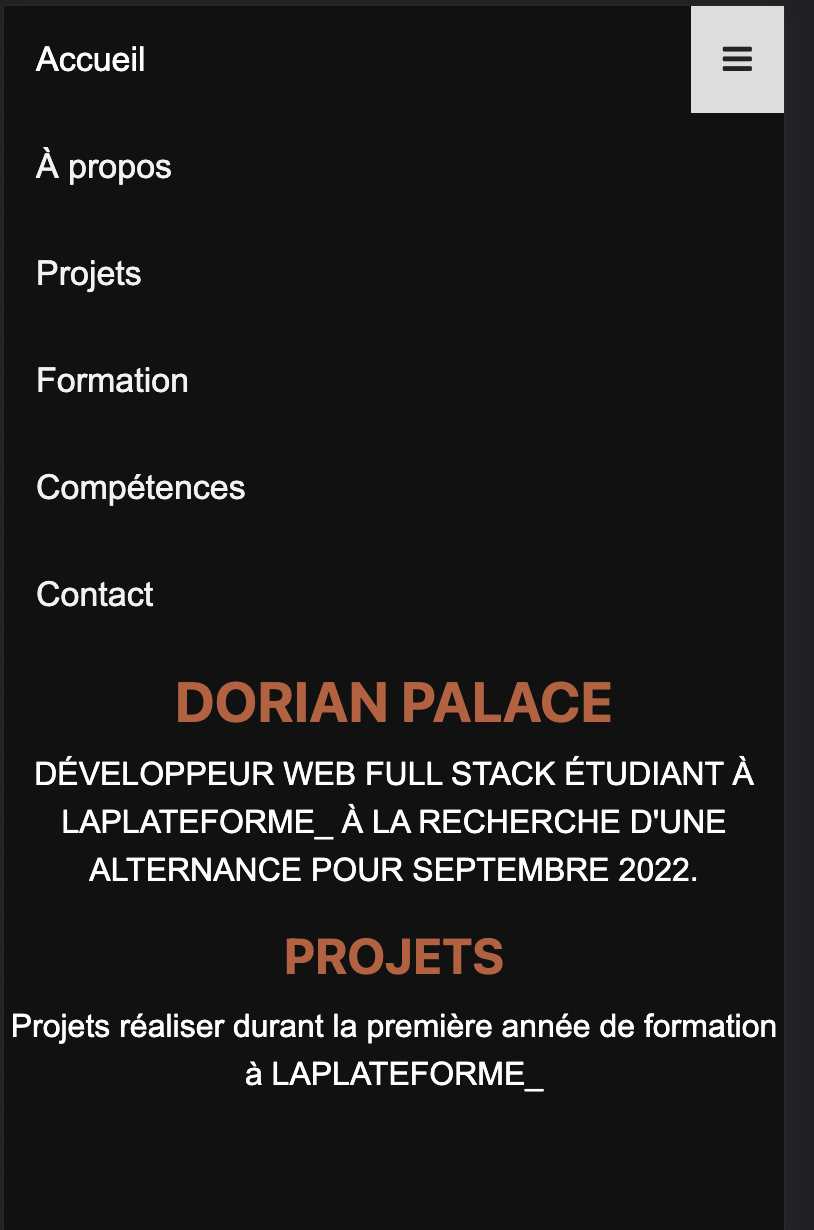 Accueil
À propos
Projets
Formation
Compétences
Contact
DORIAN PALACE
DÉVELOPPEUR WEB FULL STACK ÉTUDIANT À
LAPLATEFORME_ À LA RECHERCHE D'UNE
ALTERNANCE POUR SEPTEMBRE 2022.
PROJETS
Projets réaliser durant la première année de formation
à LAPLATEFORME_